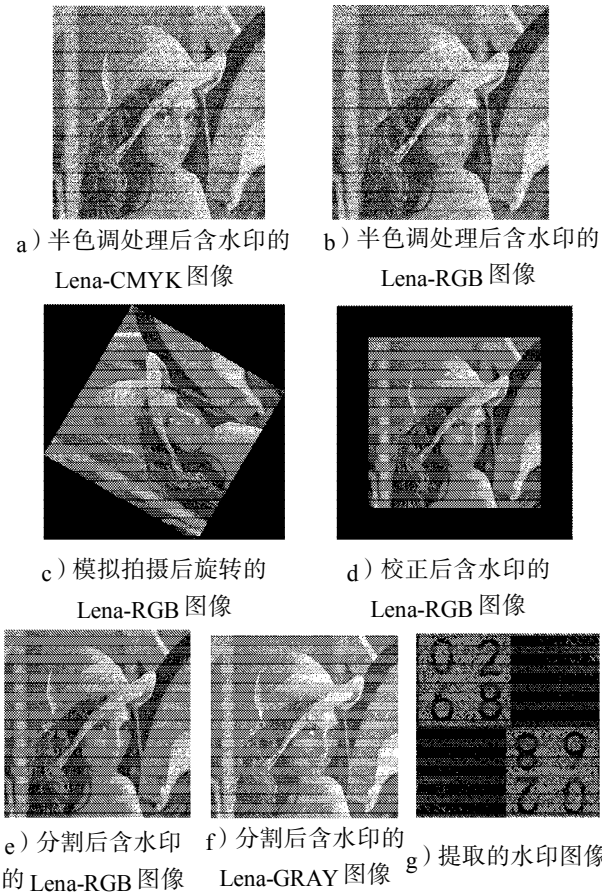 a）半色调处理后含水印的
Lena-CMYK 图像
b）半色调处理后含水印的
Lena-RGB 图像
c）模拟拍摄后旋转的
Lena-RGB 图像
d）校正后含水印的
Lena-RGB 图像
0 2
8 9
e）分割后含水印
的 Lena-RGB 图像
f）分割后含水印的
Lena-GRAY 图像
g）提取的水印图像